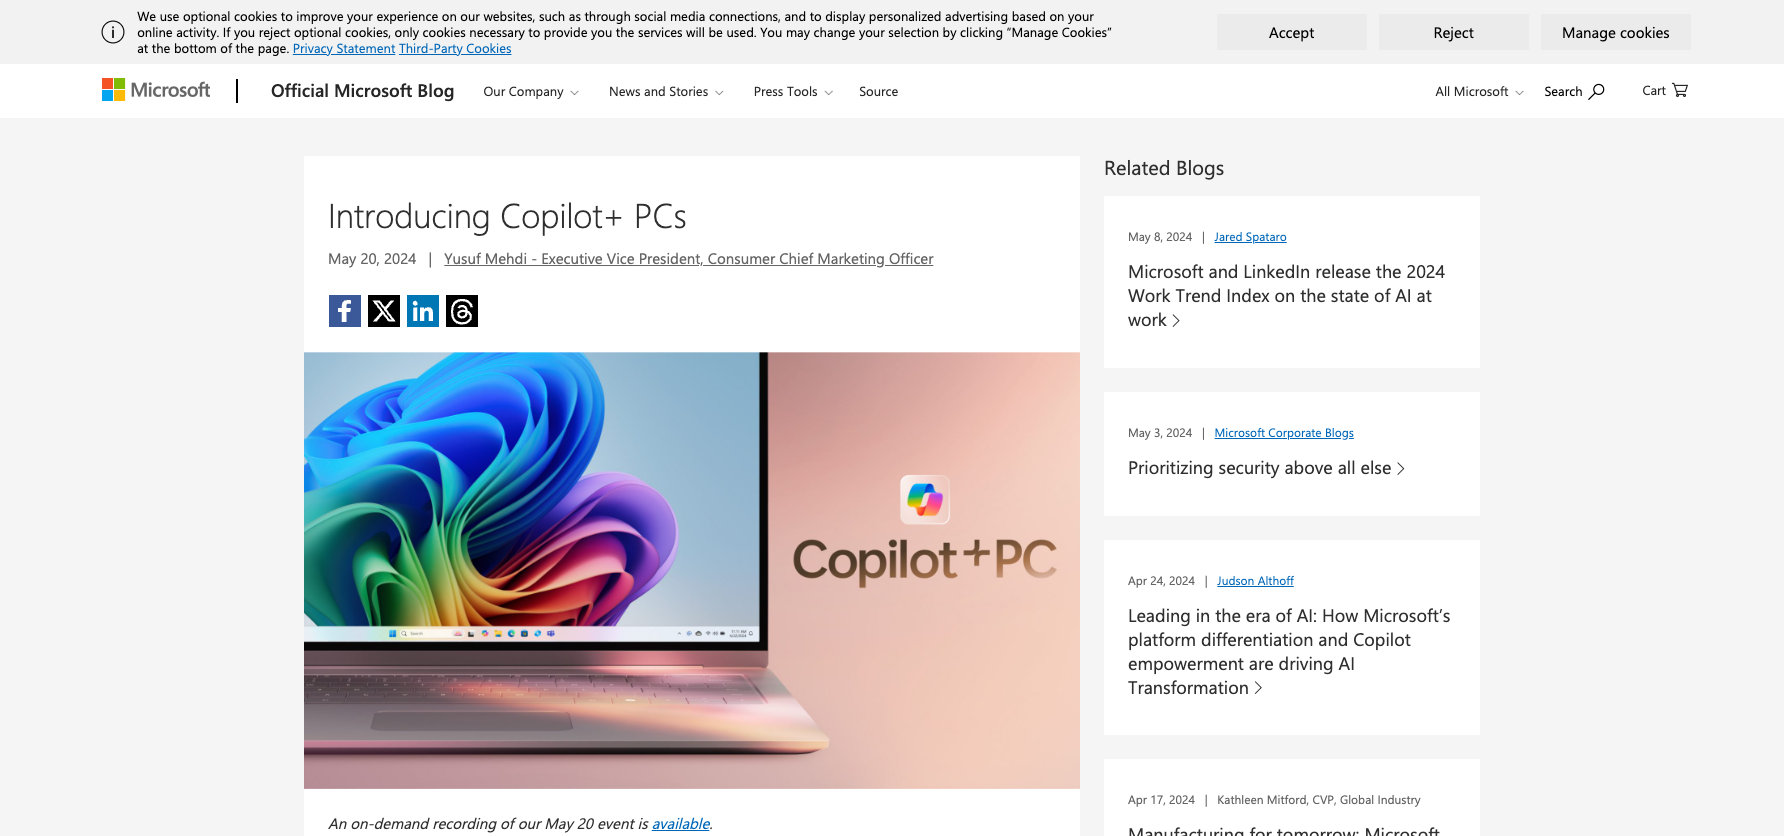 We use optional cookies to improve your experience on our websites, such as through social media connections, and to display personalized advertising based on your
online activity. If you reject optional cookies, only cookies necessary to provide you the services will be used. You may change your selection by clicking “Manage Cookies”
at the bottom of the page. Privacy Statement Third-Party Cookies
Accept
Reject
Manage cookies
Microsoft
Official Microsoft Blog
Our Company
News and Stories
Press Tools
Source
All Microsoft
Search
Cart
Introducing Copilot+ PCs
May 20, 2024 | Yusuf Mehdi - Executive Vice President, Consumer Chief Marketing Officer
Copilot+PC
Search
An on-demand recording of our May 20 event is available.
Related Blogs
May 8, 2024 | Jared Spataro
Microsoft and LinkedIn release the 2024
Work Trend Index on the state of AI at
work
May 3, 2024 | Microsoft Corporate Blogs
Prioritizing security above all else
Apr 24, 2024 | Judson Althoff
Leading in the era of AI: How Microsoft’s
platform differentiation and Copilot
empowerment are driving AI
Transformation
Apr 17, 2024 | Kathleen Mitford, CVP, Global Industry
Manufacturing for tomorrow: Microsoft